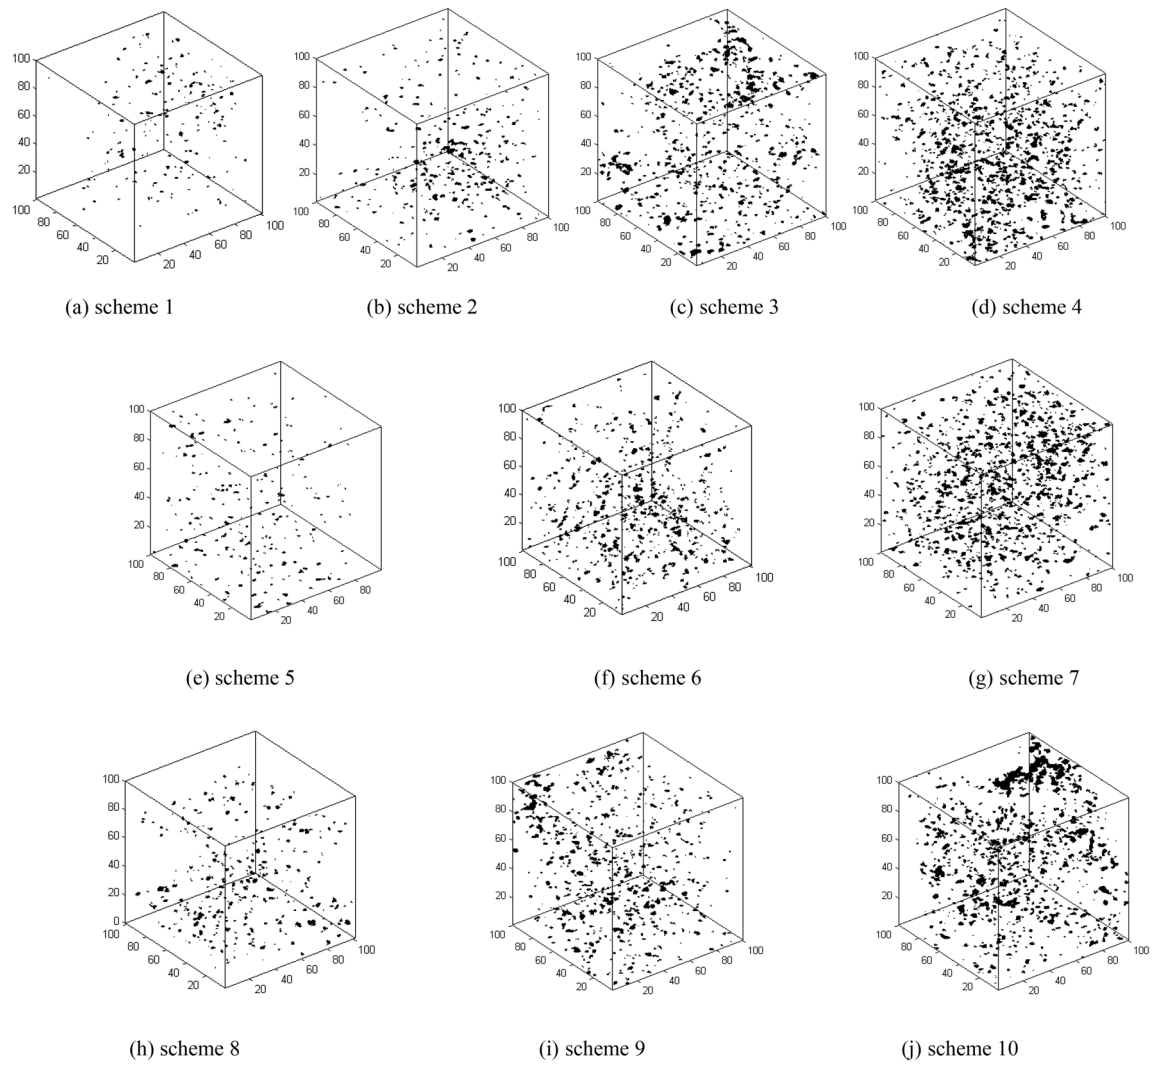 100 80 60 40 20 100 80 60 40 20 20 40 60 80 100
100 80 60 40 20 100 80 60 40 20 20 40 60 80 100
100 80 60 40 20 100 80 60 40 20 20 40 60 80 100
100 80 60 40 20 100 80 60 40 20 20 40 60 80 100
(a) scheme 1
(b) scheme 2
(c) scheme 3
(d) scheme 4
100 80 60 40 20 100 80 60 40 20 20 40 60 80
100 80 60 40 20 100 80 60 40 20 20 40 60 80 100
100 80 60 40 20 100 80 60 40 20 20 40 60 80 100
(e) scheme 5
(f) scheme 6
(g) scheme 7
100 80 60 40 20 0 80 60 40 20 20 40 60 80 100
100 80 60 40 20 100 80 60 40 20 20 40 60 80 100
100 80 60 40 20 100 80 60 40 20 20 40 60 80 100
(h) scheme 8
(i) scheme 9
(j) scheme 10